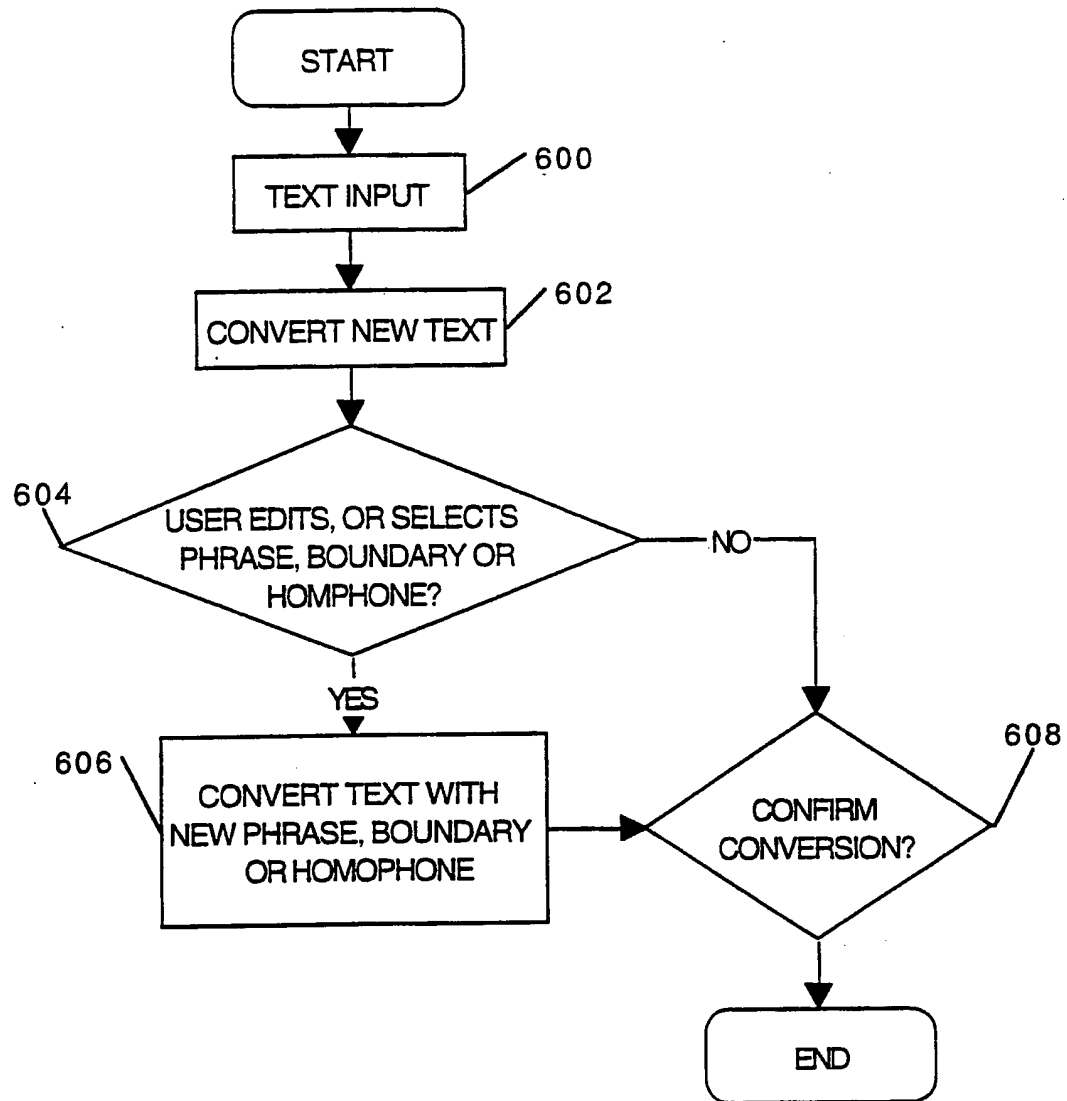 START
600
TEXT INPUT
602
CONVERT NEW TEXT
604
USER EDITS, OR SELECTS
PHRASE, BOUNDARY OR
HOMPHONE?
NO
YES
606
CONVERT TEXT WITH
NEW PHRASE, BOUNDARY
OR HOMOPHONE
608
CONFIRM
CONVERSION?
END